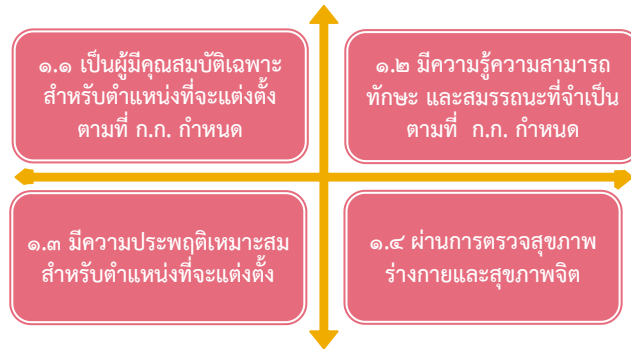 ๑.๑ เป็นผู้มีคุณสมบัติเฉพาะ
สำหรับตำแหน่งที่จะแต่งตั้ง
ตามที่ ก.ก. กำหนด
๑.๒ มีความรู้ความสามารถ
ทักษะ และสมรรถนะที่จำเป็น
ตามที่ ก.ก. กำหนด
๑.๓ มีความประพฤติเหมาะสม
สำหรับตำแหน่งที่จะแต่งตั้ง
๑.๔ ผ่านการตรวจสุขภาพ
ร่างกายและสุขภาพจิต